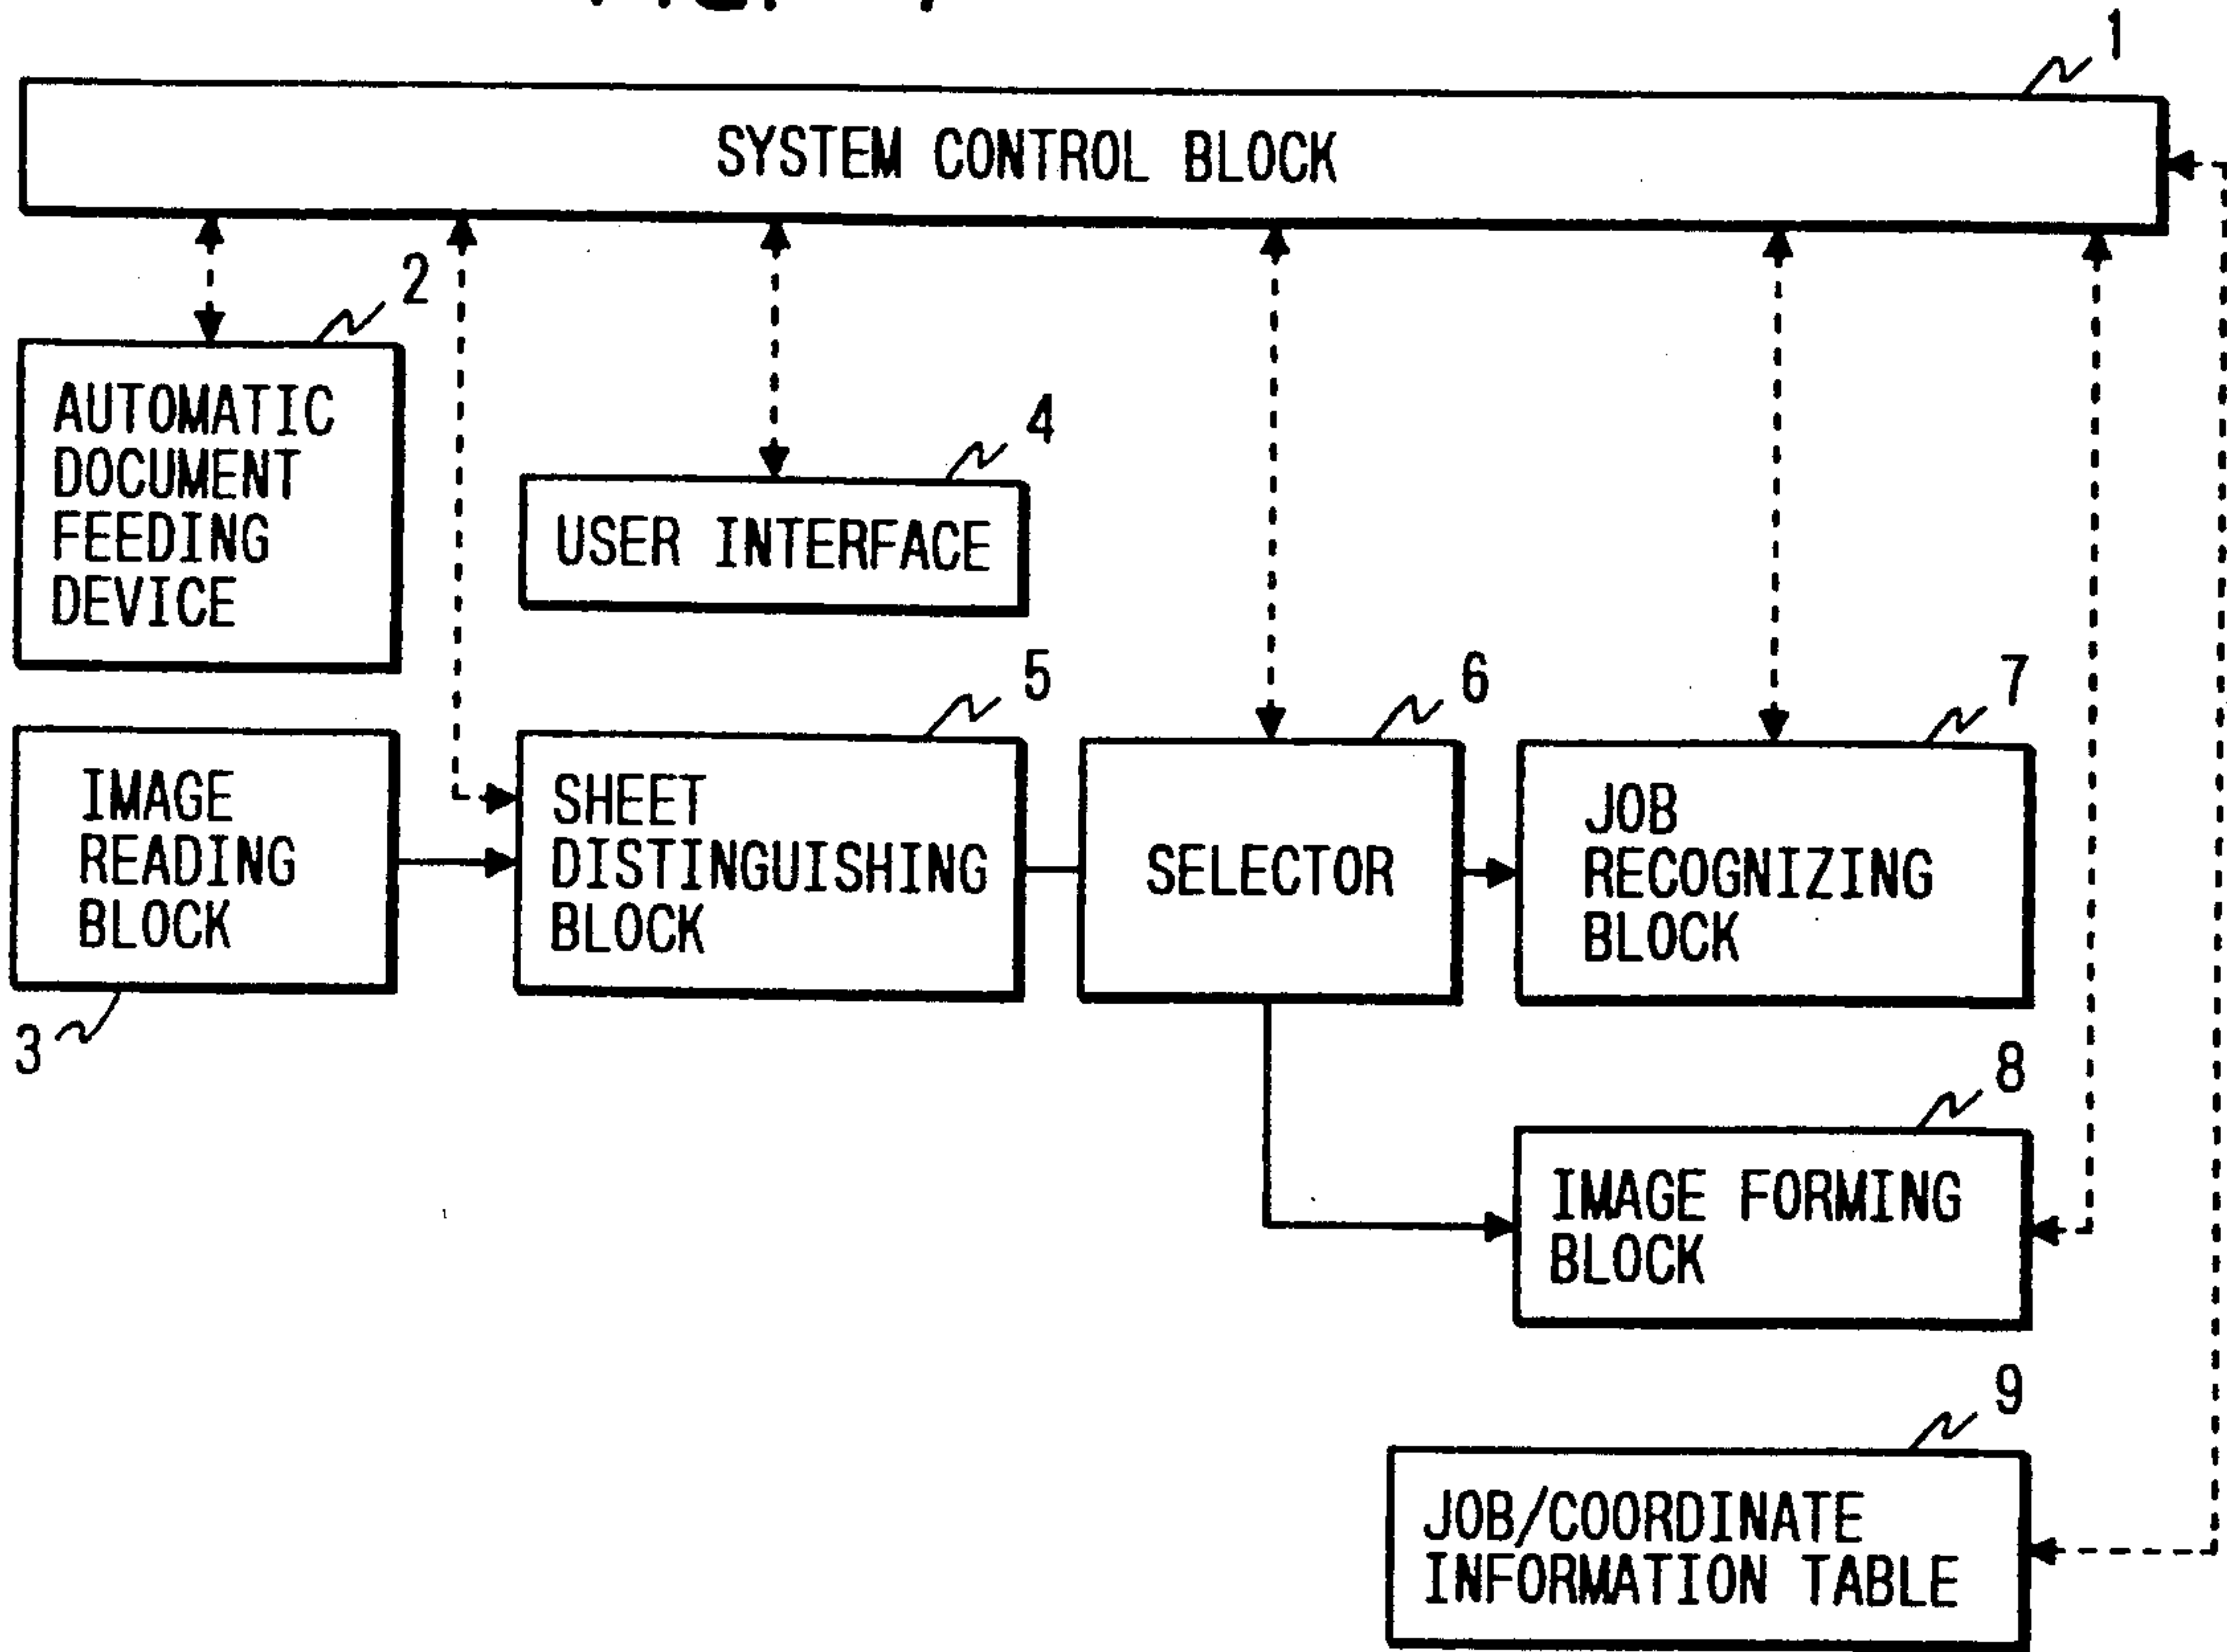 1
SYSTEM CONTROL BLOCK
2
AUTOMATIC
DOCUMENT
FEEDING
DEVICE
4
USER INTERFACE
3
IMAGE
READING
BLOCK
5
SHEET
DISTINGUISHING
BLOCK
6
SELECTOR
7
JOB
RECOGNIZING
BLOCK
8
IMAGE FORMING
BLOCK
9
JOB/COORDINATE
INFORMATION TABLE